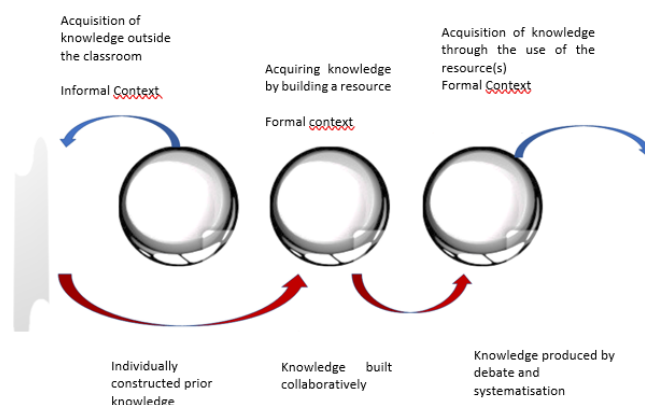 Acquisition of
knowledge outside
the classroom
Informal Context
Acquiring knowledge
by building a resource
Formal context
Acquisition of knowledge
through the use of the
resource(s)
Formal Context
Individually
constructed prior
knowledge
Knowledge built
collaboratively
Knowledge produced by
debate and
systematisation